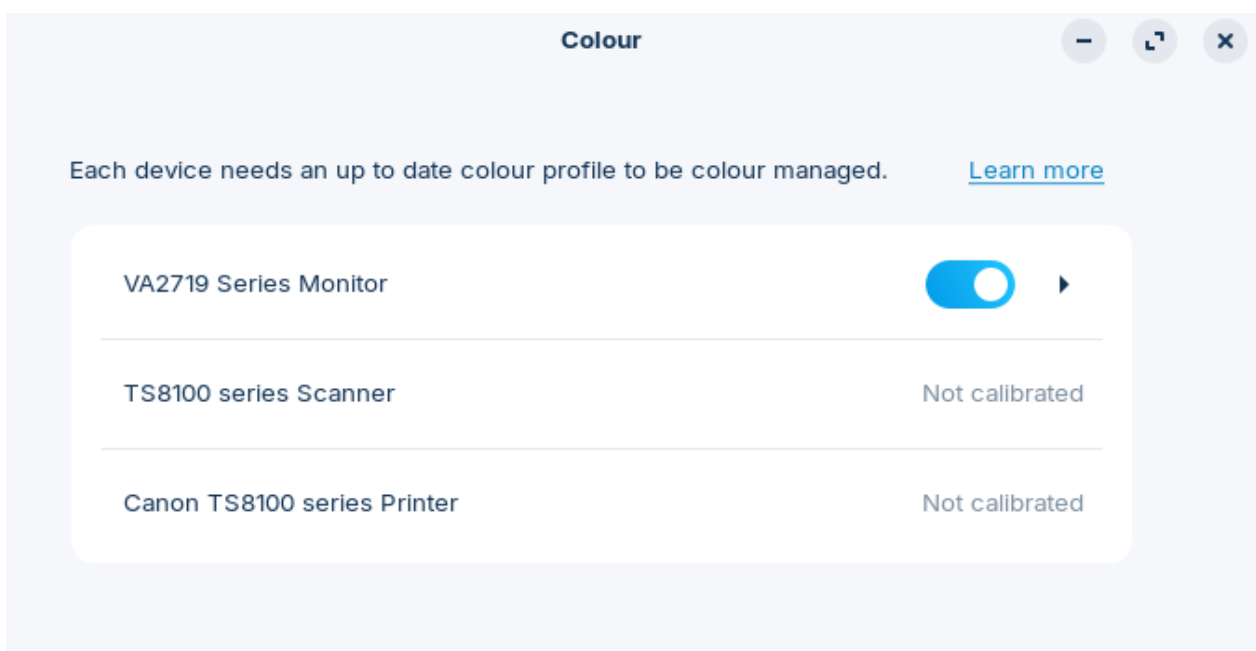 Colour
Each device needs an up to date colour profile to be colour managed. Learn more
VA2719 Series Monitor
TS8100 series Scanner Not calibrated
Canon TS8100 series Printer Not calibrated